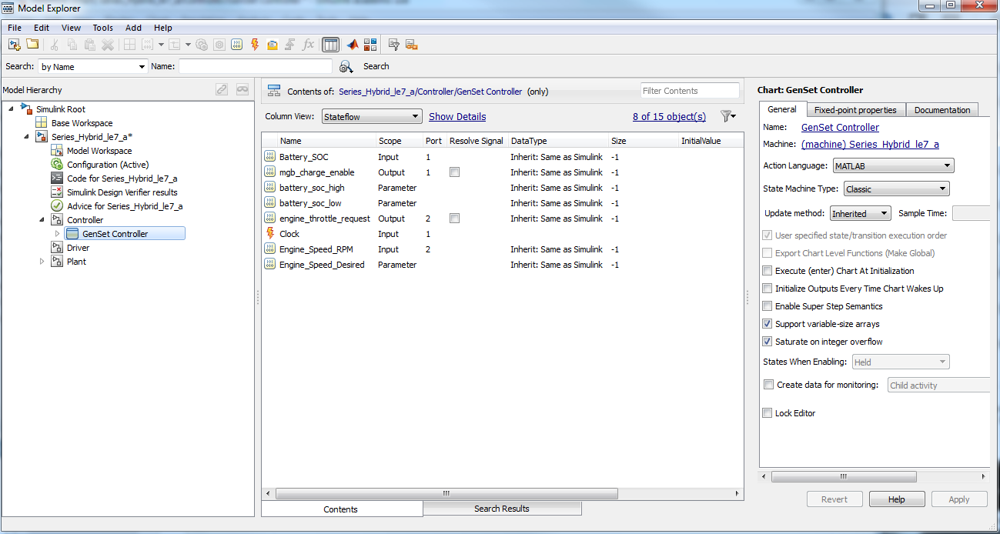 Model Explorer
File Edit View Tools Add Help
Search: by Name Name: Search
Model Hierarchy
Simulink Root
Base Workspace
Series_Hybrid_le7_a*
Model Workspace
Configuration (Active)
Code for Series_Hybrid_le7_a
Simulink Design Verifier results
Advice for Series_Hybrid_le7_a
Controller
GenSet Controller
Driver
Plant
Contents of: Series_Hybrid_le7_a/Controller/GenSet Controller (only) Filter Contents
Column View: Stateflow Show Details 8 of 15 object(s)
Name Scope Port Resolve Signal DataType Size InitialValue
Battery_SOC Input 1 Inherit: Same as Simulink -1
mgb_charge_enable Output 1 Inherit: Same as Simulink -1
battery_soc_high Parameter Inherit: Same as Simulink -1
battery_soc_low Parameter Inherit: Same as Simulink -1
engine_throttle_request Output 2 Inherit: Same as Simulink -1
Clock Input 1
Engine_Speed_RPM Input 2 Inherit: Same as Simulink -1
Engine_Speed_Desired Parameter Inherit: Same as Simulink -1
Contents Search Results
Chart: GenSet Controller
General Fixed-point properties Documentation
Name: GenSet Controller
Machine: (machine) Series_Hybrid_le7_a
Action Language: MATLAB
State Machine Type: Classic
Update method: Inherited Sample Time:
User specified state/transition execution order
Export Chart Level Functions (Make Global)
Execute (enter) Chart At Initialization
Initialize Outputs Every Time Chart Wakes Up
Enable Super Step Semantics
Support variable-size arrays
Saturate on integer overflow
States When Enabling: Held
Create data for monitoring: Child activity
Lock Editor
Revert Help Apply